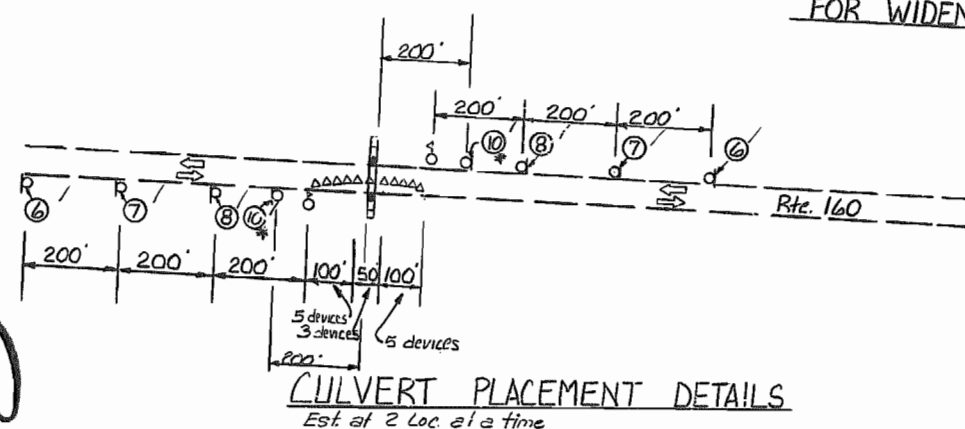 FOR WIDEN
200'
200' 200' 200'
10 * 8 7 6
Rte. 160
6 7 8 10 *
200' 200' 200' 100' 50' 100'
5 devices
3 devices
5 devices
200'
CULVERT PLACEMENT DETAILS
Est. at 2 Loc. at a time